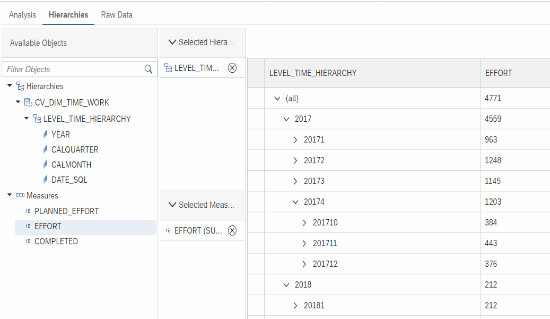 Analysis Hierarchies Raw Data
Available Objects
Filter Objects
Hierarchies
CV_DIM_TIME_WORK
LEVEL_TIME_HIERARCHY
YEAR
CALQUARTER
CALMONTH
DATE_SQL
Measures
PLANNED_EFFORT
EFFORT
COMPLETED
Selected Hiera...
LEVEL_TIM...
Selected Meas...
EFFORT (SU...
LEVEL_TIME_HIERARCHY EFFORT
(all) 4771
2017 4559
20171 963
20172 1248
20173 1145
20174 1203
201710 384
201711 443
201712 376
2018 212
20181 212